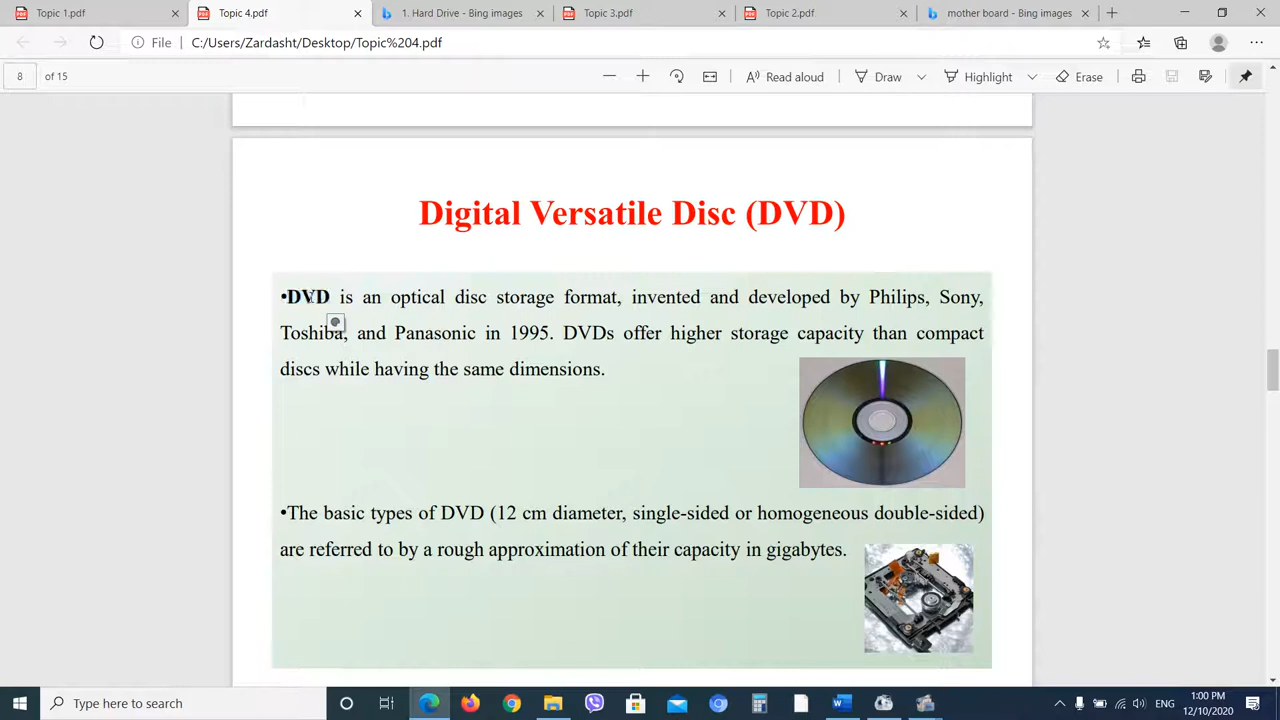 Topic 1.pdf
Topic 4.pdf
1. Hard Drive - Bing images
Topic 3.pdf
Topic 2.pdf
mother board - Bing images
File
C:/Users/Zardasht/Desktop/Topic%204.pdf
8 of 15
Read aloud
Draw
Highlight
Erase
Digital Versatile Disc (DVD)
•DVD is an optical disc storage format, invented and developed by Philips, Sony,
Toshiba, and Panasonic in 1995. DVDs offer higher storage capacity than compact
discs while having the same dimensions.
•The basic types of DVD (12 cm diameter, single-sided or homogeneous double-sided)
are referred to by a rough approximation of their capacity in gigabytes.
Type here to search
ENG
1:00 PM
12/10/2020